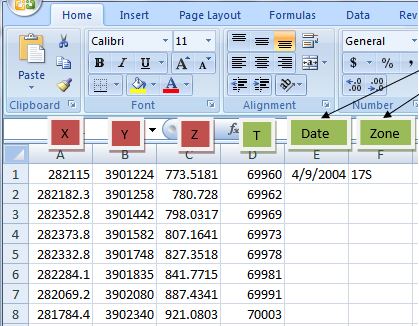 Home Insert Page Layout Formulas Data
Paste
Calibri 11 A A
General
B I U A
$ % ,
Clipboard Font Alignment Number
X Y Z fx T Date Zone
A B C D E F
1 282115 3901224 773.5181 69960 4/9/2004 17S
2 282182.3 3901258 780.728 69962
3 282352.8 3901442 798.0317 69969
4 282373.8 3901582 807.1641 69973
5 282332.8 3901748 827.3518 69978
6 282284.1 3901835 841.7715 69981
7 282069.2 3902080 887.4341 69991
8 281784.4 3902340 921.0803 70003